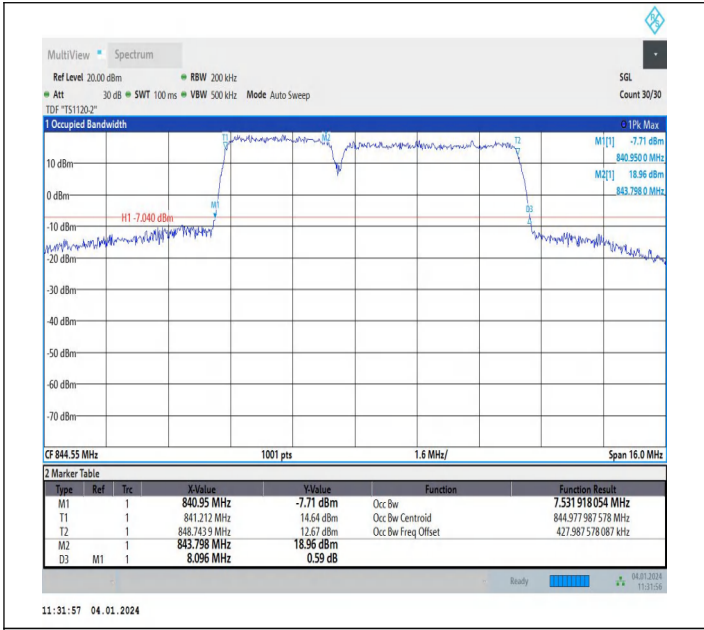 MultiView Spectrum
Ref Level 20.00 dBm RBW 200 kHz SGL
Att 30 dB SWT 100 ms VBW 500 kHz Mode Auto Sweep Count 30/30
TDF "TS1120-2"
1 Occupied Bandwidth 1Pk Max
M1[1] -7.71 dBm
840.950 0 MHz
M2[1] 18.96 dBm
843.798 0 MHz
T1 M2 T2
10 dBm
0 dBm
M1 D3
H1 -7.040 dBm
-10 dBm
-20 dBm
-30 dBm
-40 dBm
-50 dBm
-60 dBm
-70 dBm
CF 844.55 MHz 1001 pts 1.6 MHz/ Span 16.0 MHz
2 Marker Table
Type Ref Trc X-Value Y-Value Function Function Result
M1 1 840.95 MHz -7.71 dBm Occ Bw 7.531 918 054 MHz
T1 1 841.212 MHz 14.64 dBm Occ Bw Centroid 844.977 987 578 MHz
T2 1 848.743 9 MHz 12.67 dBm Occ Bw Freq Offset 427.987 578 087 kHz
M2 1 843.798 MHz 18.96 dBm
D3 M1 1 8.096 MHz 0.59 dB
Ready 04.01.2024
11:31:56
11:31:57 04.01.2024